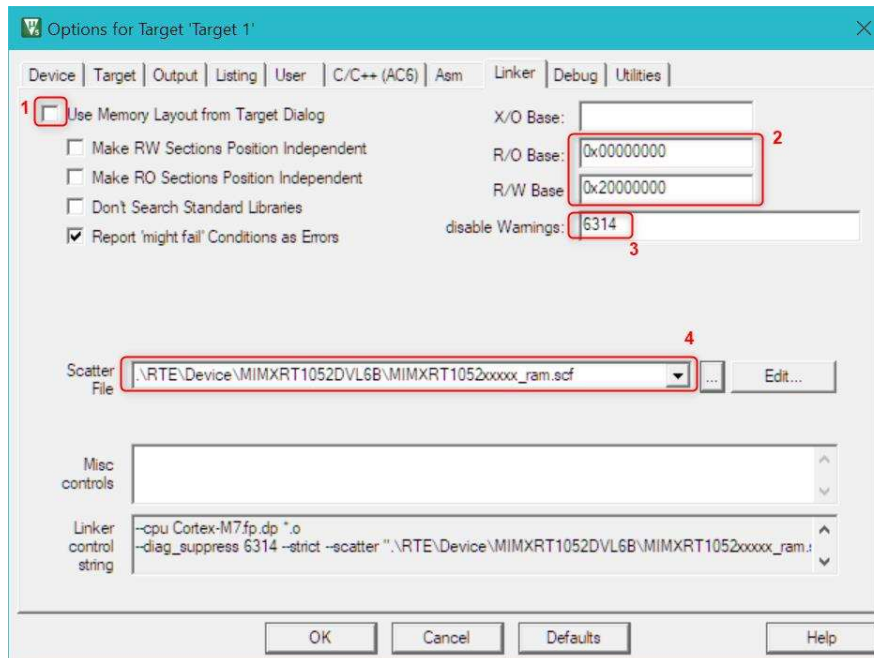 Options for Target 'Target 1'
Device Target Output Listing User C/C++ (AC6) Asm Linker Debug Utilities
1 Use Memory Layout from Target Dialog
X/O Base:
Make RW Sections Position Independent
R/O Base: 0x00000000 2
Make RO Sections Position Independent
R/W Base 0x20000000
Don't Search Standard Libraries
Report 'might fail' Conditions as Errors
disable Warnings: 6314
3
4
Scatter File
.\RTE\Device\MIMXRT1052DVL6B\MIMXRT1052xxxxx_ram.scf ... Edit...
Misc
controls
Linker
control
string
--cpu Cortex-M7.fp.dp *.o
--diag_suppress 6314 --strict --scatter ".\RTE\Device\MIMXRT1052DVL6B\MIMXRT1052xxxxx_ram.
OK Cancel Defaults Help